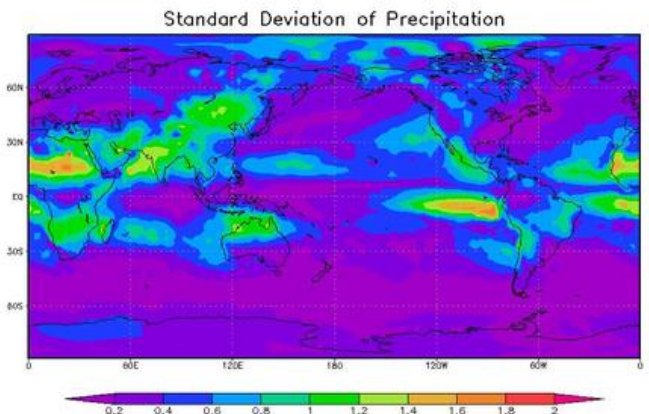 Standard Deviation of Precipitation
60N
30N
EQ
30S
60S
0 60E 120E 180 120W 60W 0
0.2 0.4 0.6 0.8 1 1.2 1.4 1.6 1.8 2